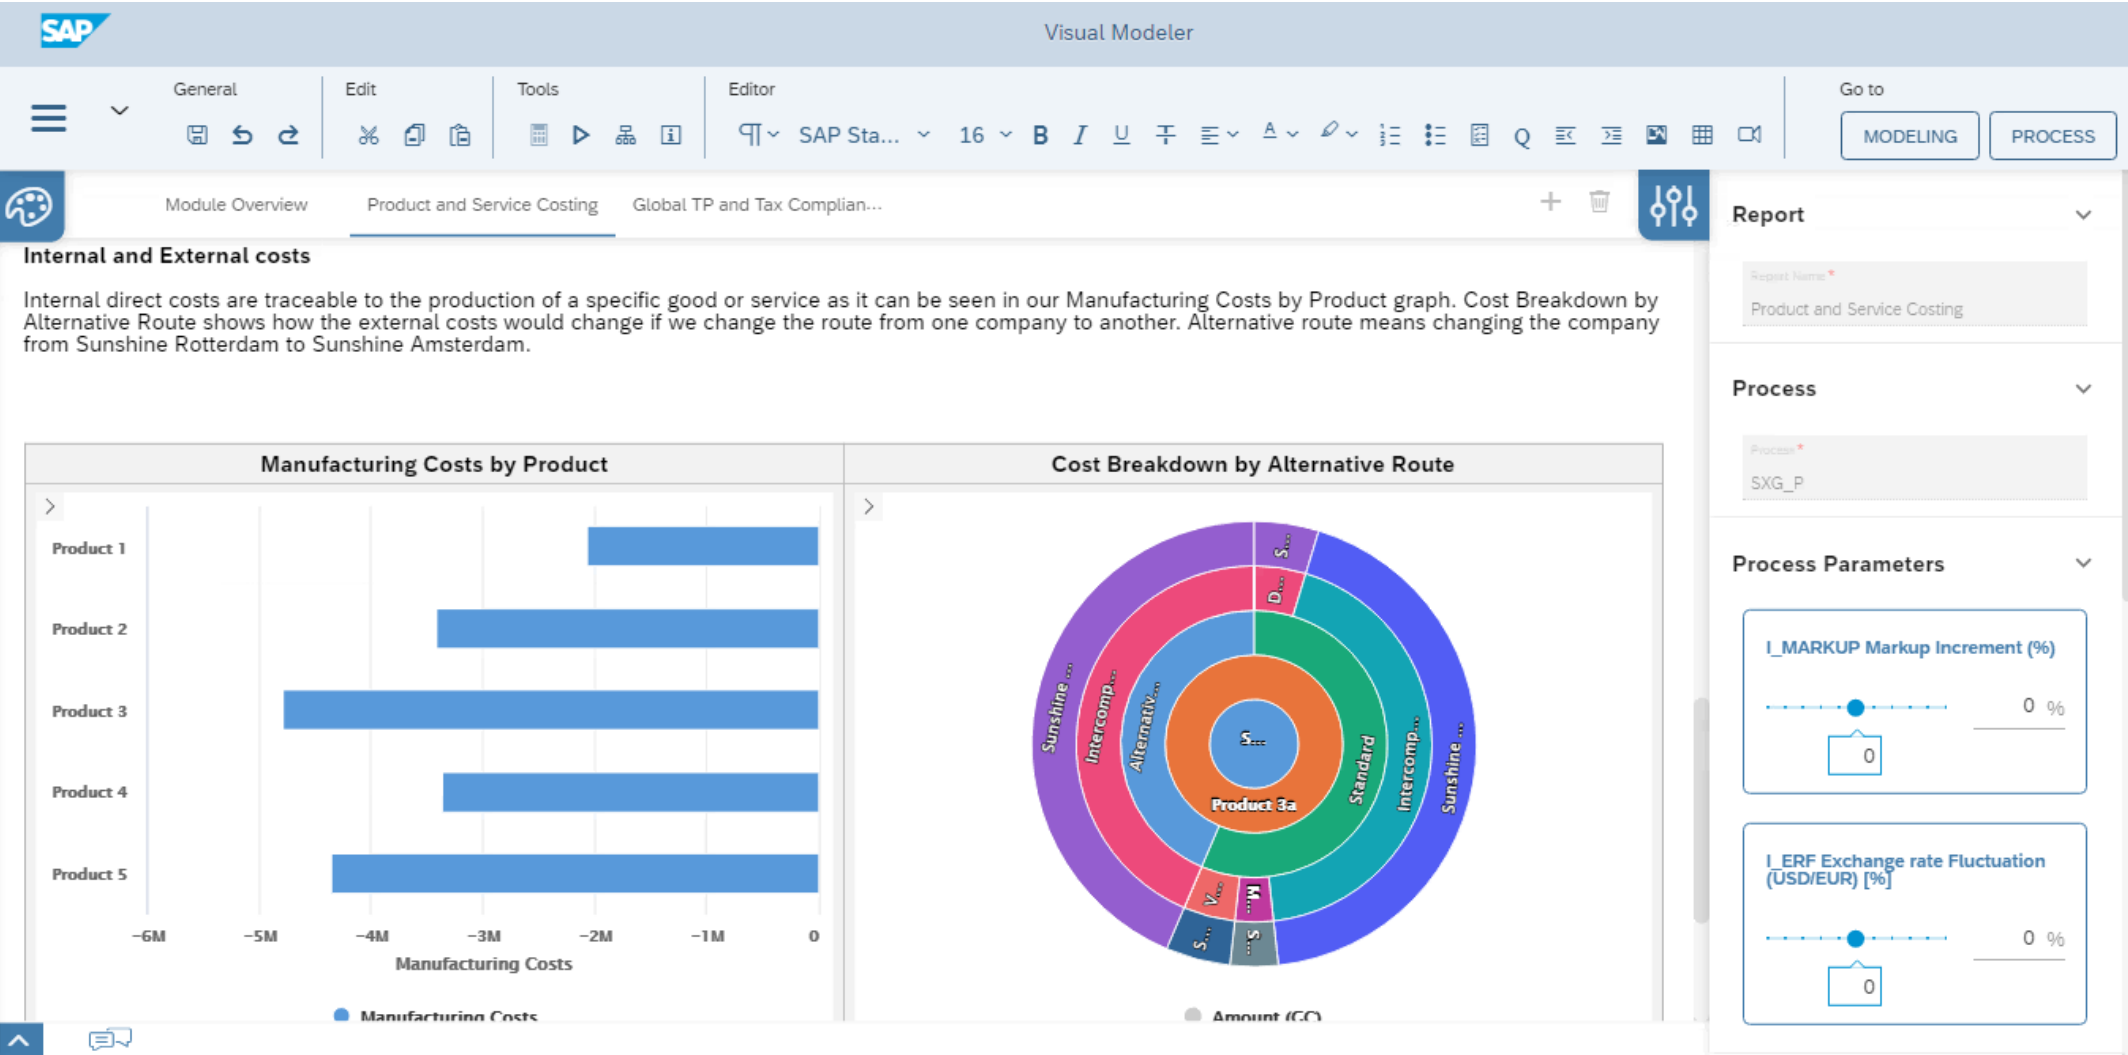 SAP
Visual Modeler
General
Edit
Tools
Editor
Go to
SAP Sta...
16
B
I
U
Q
MODELING
PROCESS
Module Overview
Product and Service Costing
Global TP and Tax Complian...
Internal and External costs
Internal direct costs are traceable to the production of a specific good or service as it can be seen in our Manufacturing Costs by Product graph. Cost Breakdown by
Alternative Route shows how the external costs would change if we change the route from one company to another. Alternative route means changing the company
from Sunshine Rotterdam to Sunshine Amsterdam.
Manufacturing Costs by Product
Product 1
Product 2
Product 3
Product 4
Product 5
−6M
−5M
−4M
−3M
−2M
−1M
0
Manufacturing Costs
Manufacturing Costs
Cost Breakdown by Alternative Route
S...
D...
Sunshine ...
Intercomp...
Alternativ...
S...
Product 3a
Standard
Intercomp...
Sunshine ...
V...
M...
S...
S...
Amount (GC)
Report
Report Name *
Product and Service Costing
Process
Process *
SXG_P
Process Parameters
I_MARKUP Markup Increment (%)
0 %
0
I_ERF Exchange rate Fluctuation
(USD/EUR) [%]
0 %
0